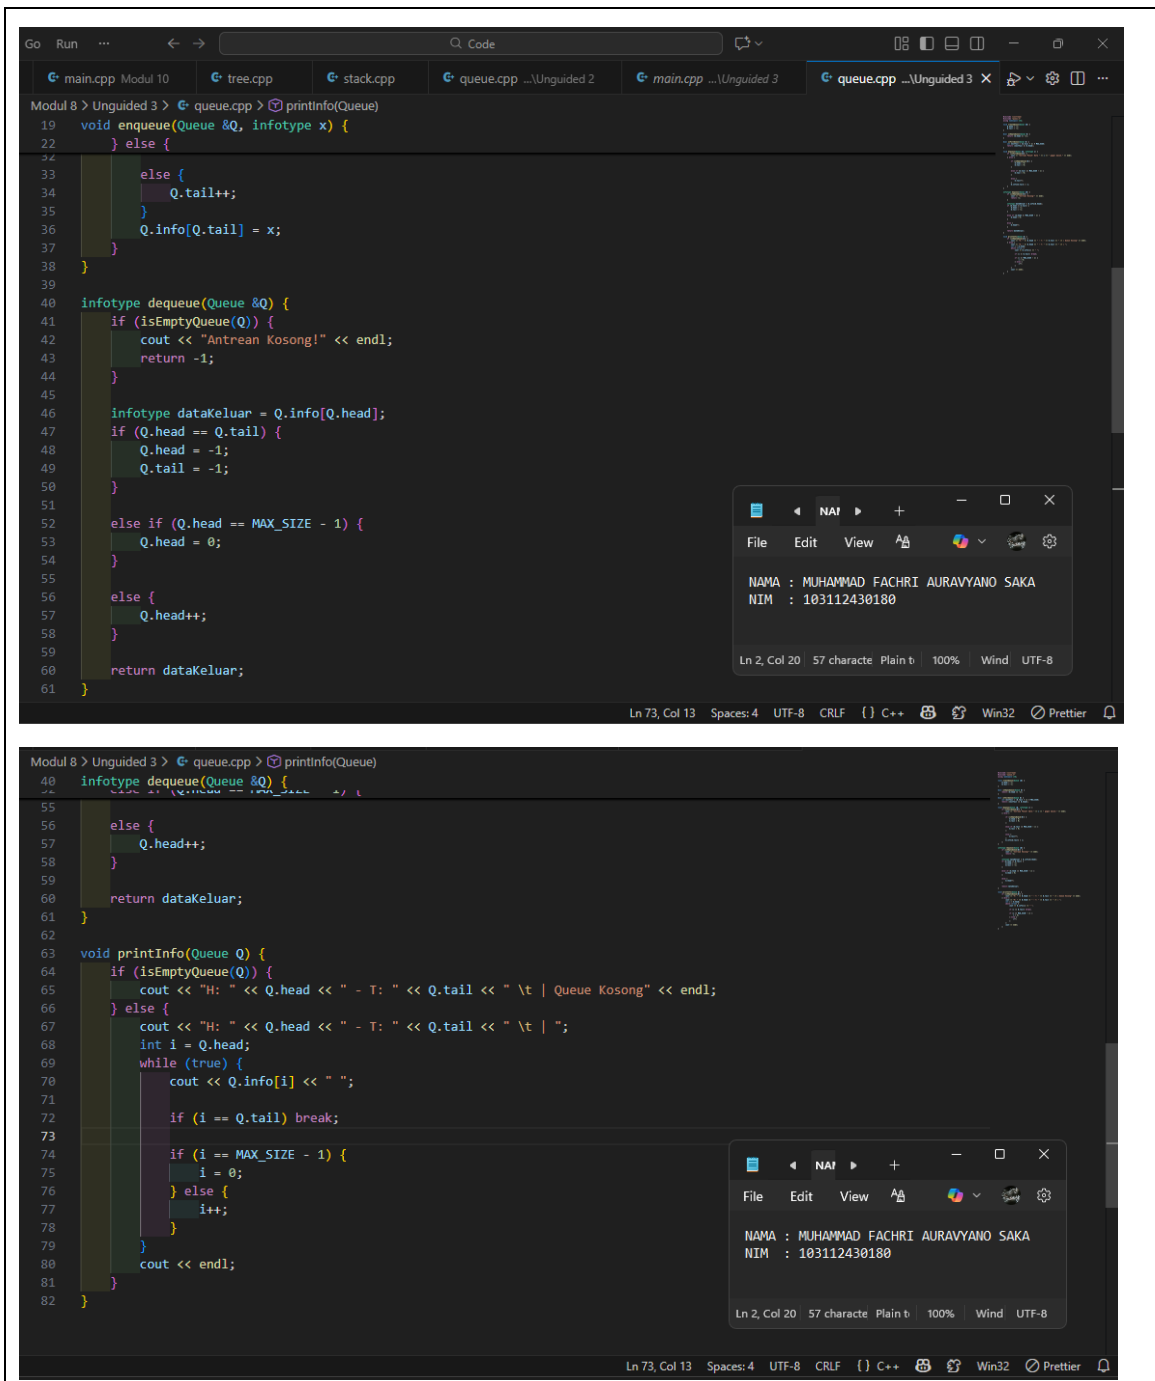 Go Run ··· Code
main.cpp Modul 10 tree.cpp stack.cpp queue.cpp ...\Unguided 2 main.cpp ...\Unguided 3 queue.cpp ...\Unguided 3
Modul 8 > Unguided 3 > queue.cpp > printInfo(Queue)
19 void enqueue(Queue &Q, infotype x) {
22 } else {
32
33 else {
34 Q.tail++;
35 }
36 Q.info[Q.tail] = x;
37 }
38 }
39
40 infotype dequeue(Queue &Q) {
41 if (isEmptyQueue(Q)) {
42 cout << "Antrean Kosong!" << endl;
43 return -1;
44 }
45
46 infotype dataKeluar = Q.info[Q.head];
47 if (Q.head == Q.tail) {
48 Q.head = -1;
49 Q.tail = -1;
50 }
51
52 else if (Q.head == MAX_SIZE - 1) {
53 Q.head = 0;
54 }
55
56 else {
57 Q.head++;
58 }
59
60 return dataKeluar;
61 }
NAM
File Edit View
NAMA : MUHAMMAD FACHRI AURAVYANO SAKA
NIM : 103112430180
Ln 2, Col 20 57 characte Plain t 100% Wind UTF-8
Ln 73, Col 13 Spaces: 4 UTF-8 CRLF {} C++ Win32 Prettier
Modul 8 > Unguided 3 > queue.cpp > printInfo(Queue)
40 infotype dequeue(Queue &Q) {
52 else if (Q.head == MAX_SIZE - 1) {
55
56 else {
57 Q.head++;
58 }
59
60 return dataKeluar;
61 }
62
63 void printInfo(Queue Q) {
64 if (isEmptyQueue(Q)) {
65 cout << "H: " << Q.head << " - T: " << Q.tail << " \t | Queue Kosong" << endl;
66 } else {
67 cout << "H: " << Q.head << " - T: " << Q.tail << " \t | ";
68 int i = Q.head;
69 while (true) {
70 cout << Q.info[i] << " ";
71
72 if (i == Q.tail) break;
73
74 if (i == MAX_SIZE - 1) {
75 i = 0;
76 } else {
77 i++;
78 }
79 }
80 cout << endl;
81 }
82 }
NAM
File Edit View
NAMA : MUHAMMAD FACHRI AURAVYANO SAKA
NIM : 103112430180
Ln 2, Col 20 57 characte Plain t 100% Wind UTF-8
Ln 73, Col 13 Spaces: 4 UTF-8 CRLF {} C++ Win32 Prettier